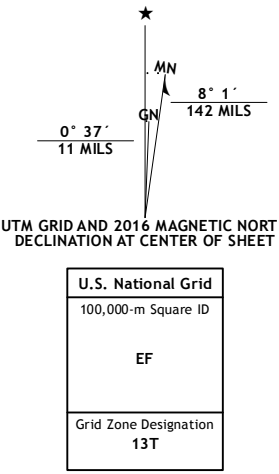 ★
MN
GN
8° 1´
142 MILS
0° 37´
11 MILS
UTM GRID AND 2016 MAGNETIC NORT
DECLINATION AT CENTER OF SHEET
U.S. National Grid
100,000-m Square ID
EF
Grid Zone Designation
13T